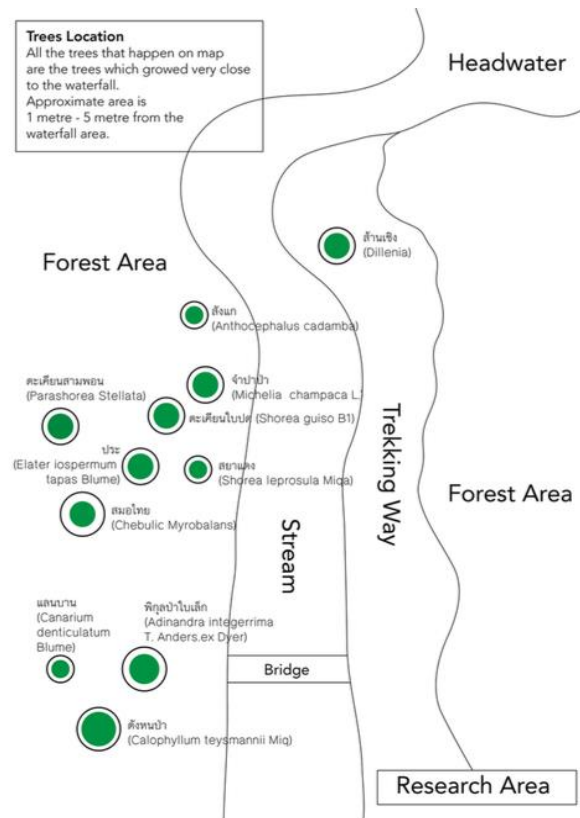 Trees Location
All the trees that happen on map
are the trees which growed very close
to the waterfall.
Approximate area is
1 metre - 5 metre from the
waterfall area.
Headwater
Forest Area
ส้านเชิง
(Dillenia)
สังแก
(Anthocephalus cadamba)
จำปาป่า
(Michelia champaca L.)
ตะเคียนสามพอน
(Parashorea Stellata)
ตะเคียนใบปด (Shorea guiso B1)
ประ
(Elater iospermum
tapas Blume)
สยาแดง
(Shorea leprosula Miqa)
สมอไทย
(Chebulic Myrobalans)
Trekking Way
Forest Area
Stream
แลนบาน
(Canarium
denticulatum
Blume)
พิกุลป่าใบเล็ก
(Adinandra integerrima
T. Anders.ex Dyer)
Bridge
ตังหนป่า
(Calophyllum teysmannii Miq)
Research Area